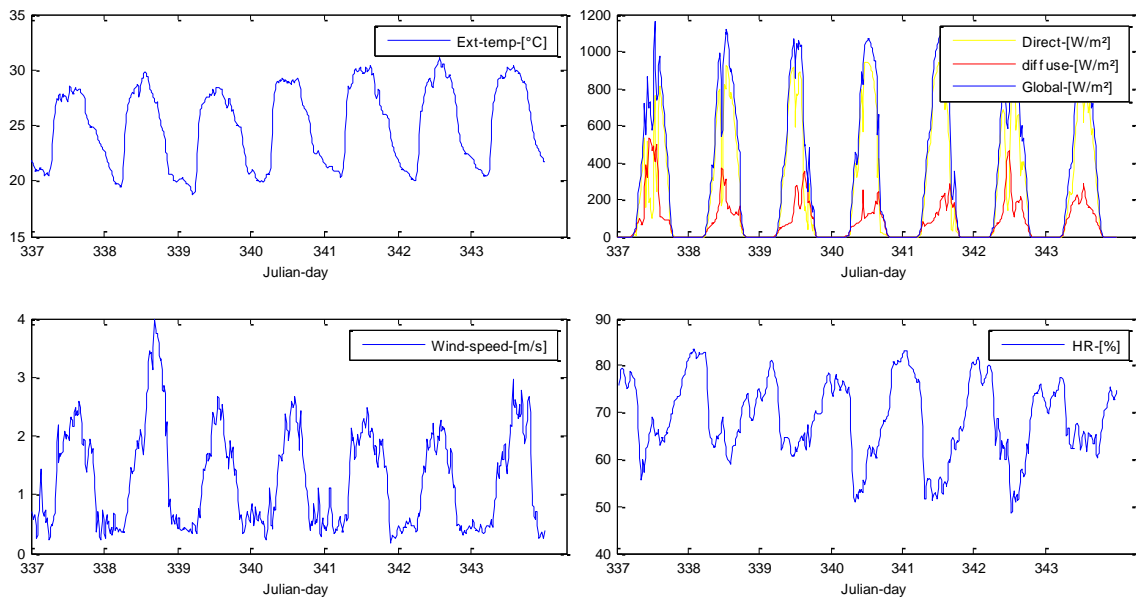 35
30
25
20
15
Ext-temp-[°C]
337 338 339 340 341 342 343
Julian-day
1200
1000
800
600
400
200
0
Direct-[W/m²]
diffuse-[W/m²]
Global-[W/m²]
337 338 339 340 341 342 343
Julian-day
4
3
2
1
0
Wind-speed-[m/s]
337 338 339 340 341 342 343
Julian-day
90
80
70
60
50
40
HR-[%]
337 338 339 340 341 342 343
Julian-day